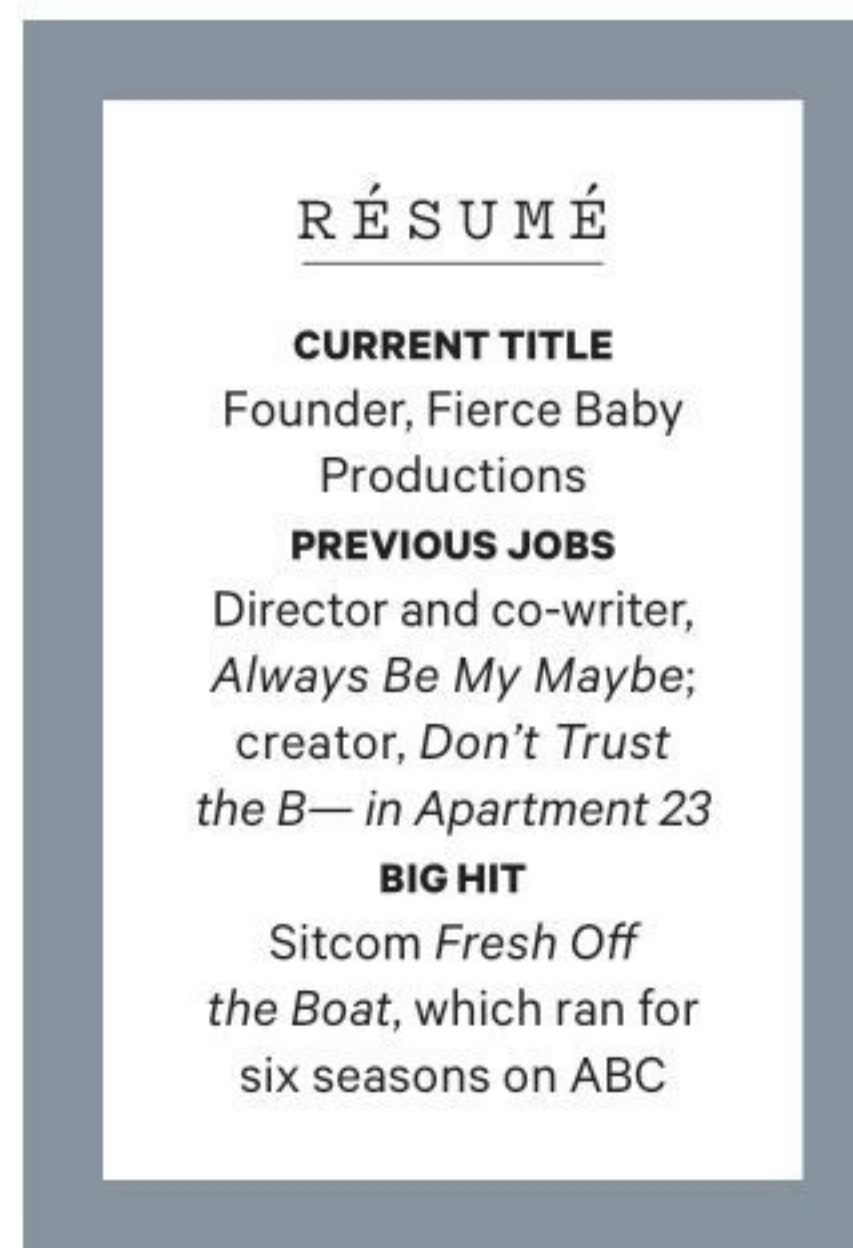 RÉSUMÉ
CURRENT TITLE
Founder, Fierce Baby
Productions
PREVIOUS JOBS
Director and co-writer,
Always Be My Maybe;
creator, Don’t Trust
the B— in Apartment 23
BIG HIT
Sitcom Fresh Off
the Boat, which ran for
six seasons on ABC